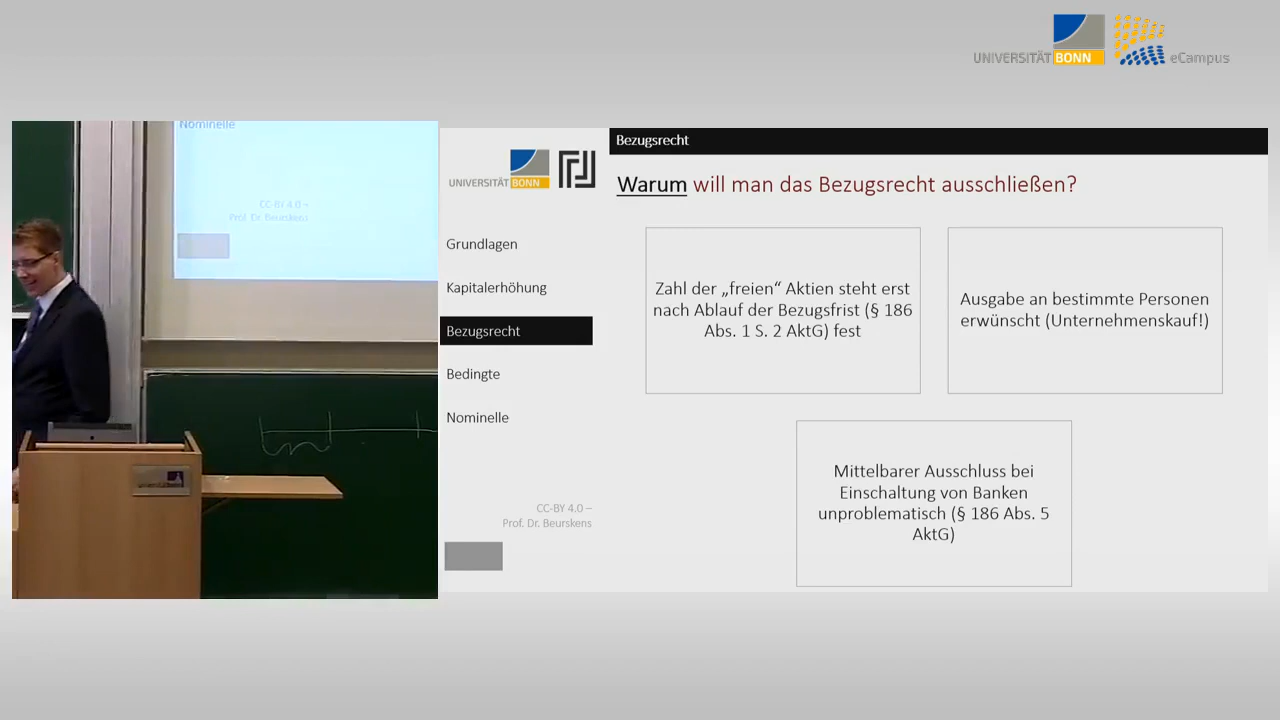 UNIVERSITÄT BONN eCampus
Nominelle
CC-BY 4.0 –
Prof. Dr. Beurskens
UNIVERSITÄT BONN
Grundlagen
Kapitalerhöhung
Bezugsrecht
Bedingte
Nominelle
CC-BY 4.0 –
Prof. Dr. Beurskens
Bezugsrecht
Warum will man das Bezugsrecht ausschließen?
Zahl der „freien“ Aktien steht erst
nach Ablauf der Bezugsfrist (§ 186
Abs. 1 S. 2 AktG) fest
Ausgabe an bestimmte Personen
erwünscht (Unternehmenskauf!)
Mittelbarer Ausschluss bei
Einschaltung von Banken
unproblematisch (§ 186 Abs. 5
AktG)